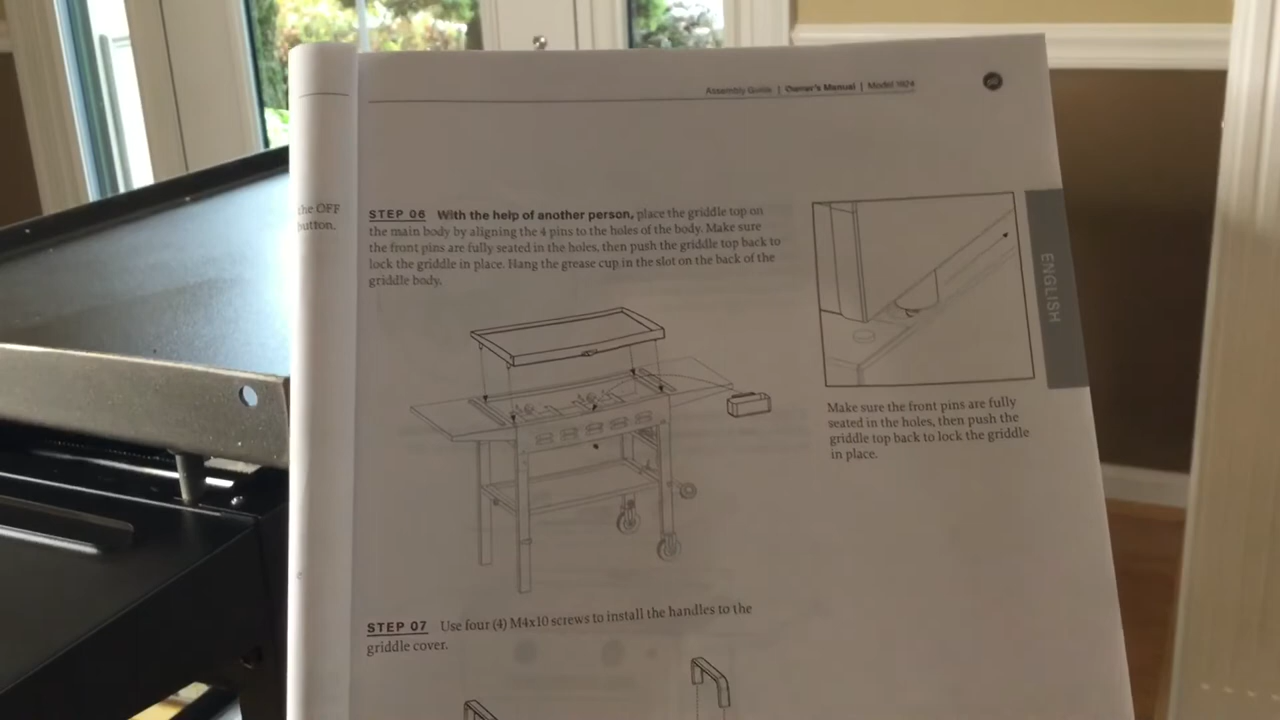 Assembly Guide | Owner's Manual | Model 1924
the OFF
button.
STEP 06 With the help of another person, place the griddle top on
the main body by aligning the 4 pins to the holes of the body. Make sure
the front pins are fully seated in the holes, then push the griddle top back to
lock the griddle in place. Hang the grease cup in the slot on the back of the
griddle body.
ENGLISH
Make sure the front pins are fully
seated in the holes, then push the
griddle top back to lock the griddle
in place.
STEP 07 Use four (4) M4x10 screws to install the handles to the
griddle cover.